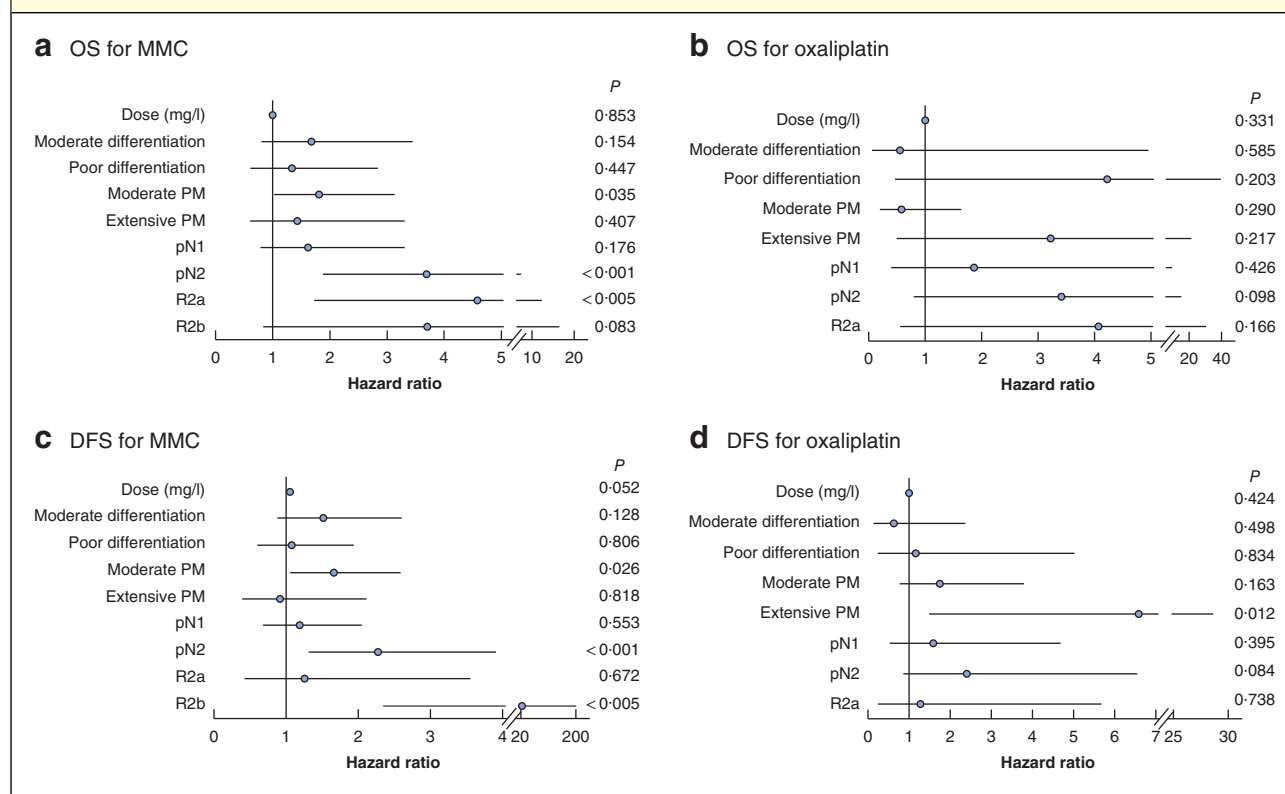 a OS for MMC
P
Dose (mg/l) 0·853
Moderate differentiation 0·154
Poor differentiation 0·447
Moderate PM 0·035
Extensive PM 0·407
pN1 0·176
pN2 <0·001
R2a <0·005
R2b 0·083
0 1 2 3 4 5 10 20
Hazard ratio
b OS for oxaliplatin
P
Dose (mg/l) 0·331
Moderate differentiation 0·585
Poor differentiation 0·203
Moderate PM 0·290
Extensive PM 0·217
pN1 0·426
pN2 0·098
R2a 0·166
0 1 2 3 4 5 20 40
Hazard ratio
c DFS for MMC
P
Dose (mg/l) 0·052
Moderate differentiation 0·128
Poor differentiation 0·806
Moderate PM 0·026
Extensive PM 0·818
pN1 0·553
pN2 <0·001
R2a 0·672
R2b <0·005
0 1 2 3 4 20 200
Hazard ratio
d DFS for oxaliplatin
P
Dose (mg/l) 0·424
Moderate differentiation 0·498
Poor differentiation 0·834
Moderate PM 0·163
Extensive PM 0·012
pN1 0·395
pN2 0·084
R2a 0·738
0 1 2 3 4 5 6 7 25 30
Hazard ratio